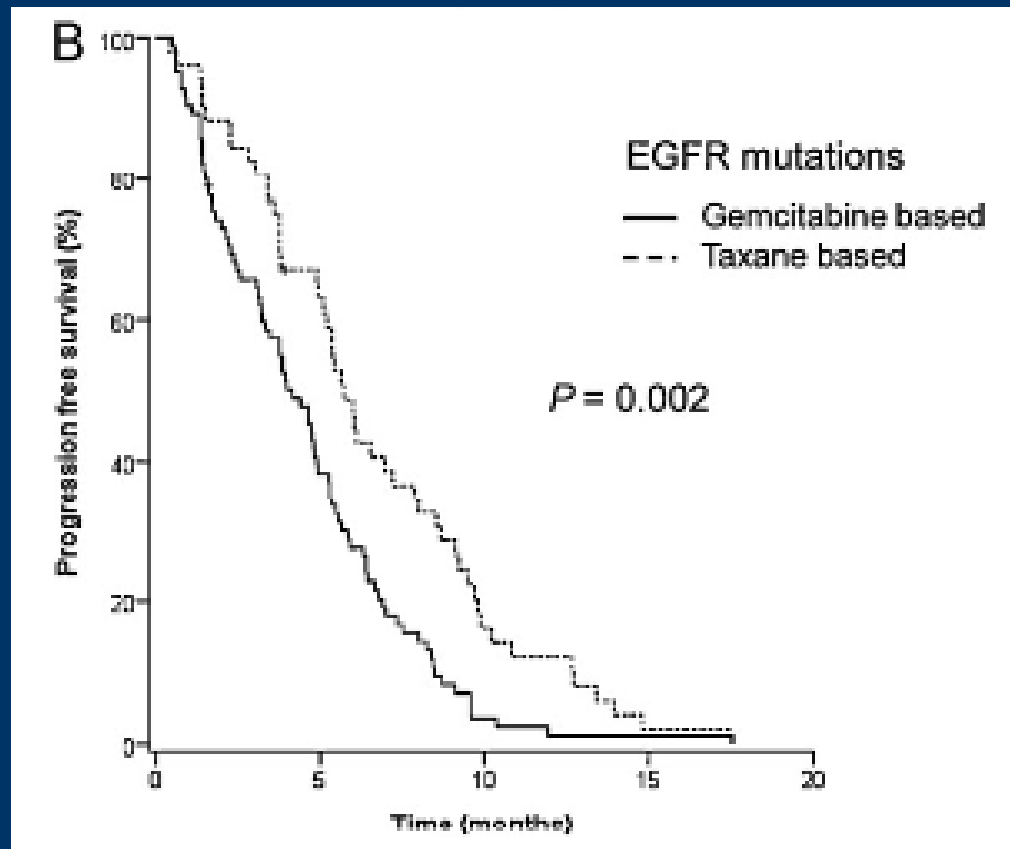 B
100
80
60
40
20
0
Progression free survival (%)
EGFR mutations
Gemcitabine based
Taxane based
P = 0.002
0 5 10 15 20
Time (months)